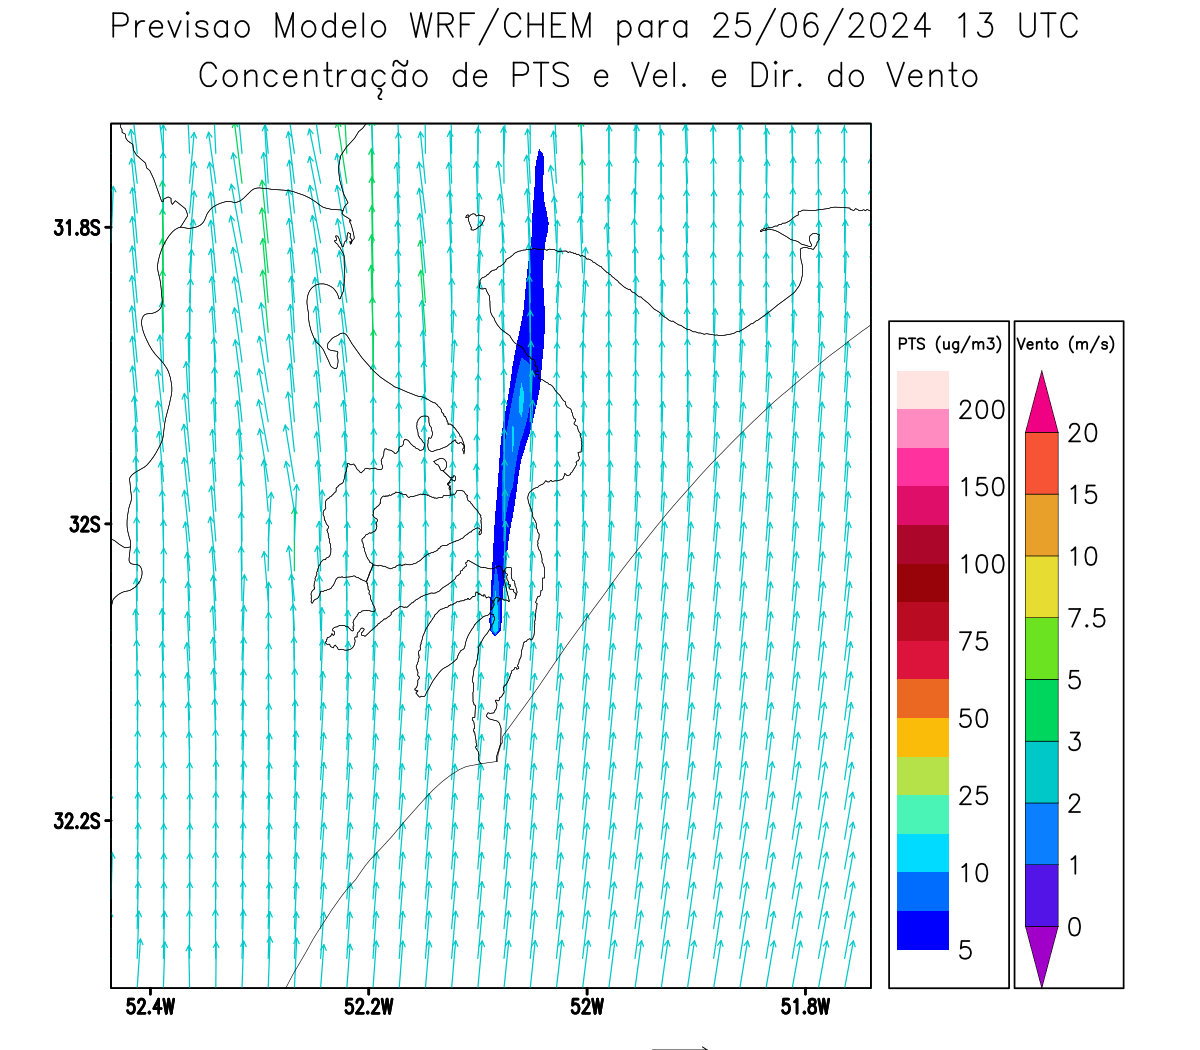 Previsao Modelo WRF/CHEM para 25/06/2024 13 UTC
Concentração de PTS e Vel. e Dir. do Vento
31.8S
32S
32.2S
52.4W
52.2W
52W
51.8W
PTS (ug/m3)
200
150
100
75
50
25
10
5
Vento (m/s)
20
15
10
7.5
5
3
2
1
0